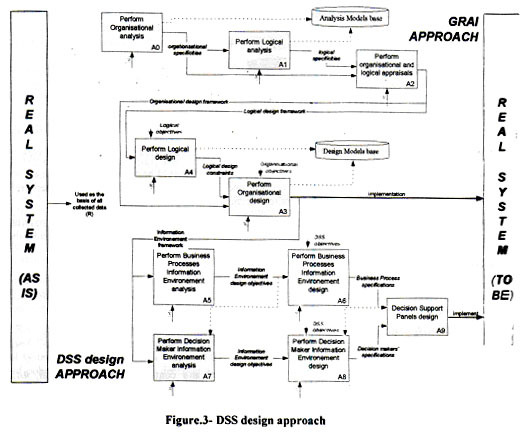 Perform
Organisational
analysis
A0
organisational
specificities
Perform Logical
analysis
A1
logical
specificities
Analysis Models base
Perform
organisational and
logical appraisals
A2
GRAI
APPROACH
REAL SYSTEM (AS IS)
REAL SYSTEM (TO BE)
Organisational design framework
Logical design framework
Logical
objectives
Perform Logical
design
A4
Logical design
constraints
Organisational
objectives
Design Models base
Perform
Organisational
design
A3
implementation
Used as the
basis of all
collected data
(R)
Information
Environement
framework
DSS
objectives
Perform Business
Processes
Information
Environement
analysis
A5
Information
Environement
design objectives
Perform Business
Processes
Information
Environement
design
A6
Business Process
specifications
Decision Support
Panels design
A9
implement
DSS
objectives
Perform Decision
Maker Information
Environement
analysis
A7
Information
Environement
design objectives
Perform Decision
Maker Information
Environement
design
A8
Decision makers'
specifications
DSS design
APPROACH
Figure.3- DSS design approach